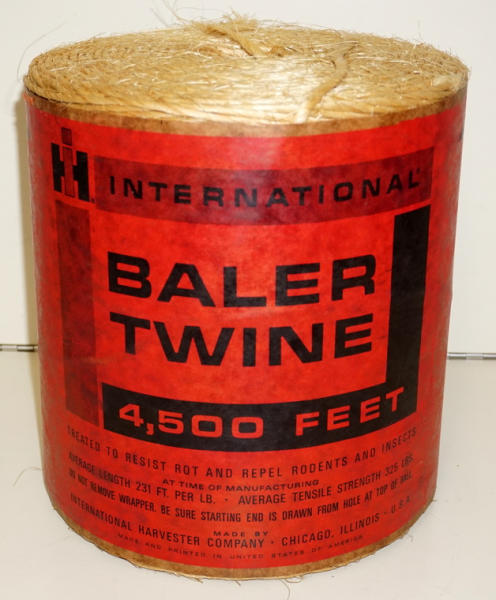 IH.
INTERNATIONAL®
BALER
TWINE
4,500 FEET
TREATED TO RESIST ROT AND REPEL RODENTS AND INSECTS
AT TIME OF MANUFACTURING
AVERAGE LENGTH 231 FT. PER LB. • AVERAGE TENSILE STRENGTH 325 LBS.
DO NOT REMOVE WRAPPER. BE SURE STARTING END IS DRAWN FROM HOLE AT TOP OF BALL.
MADE BY
INTERNATIONAL HARVESTER COMPANY • CHICAGO, ILLINOIS • U.S.A.
MADE AND PRINTED IN UNITED STATES OF AMERICA